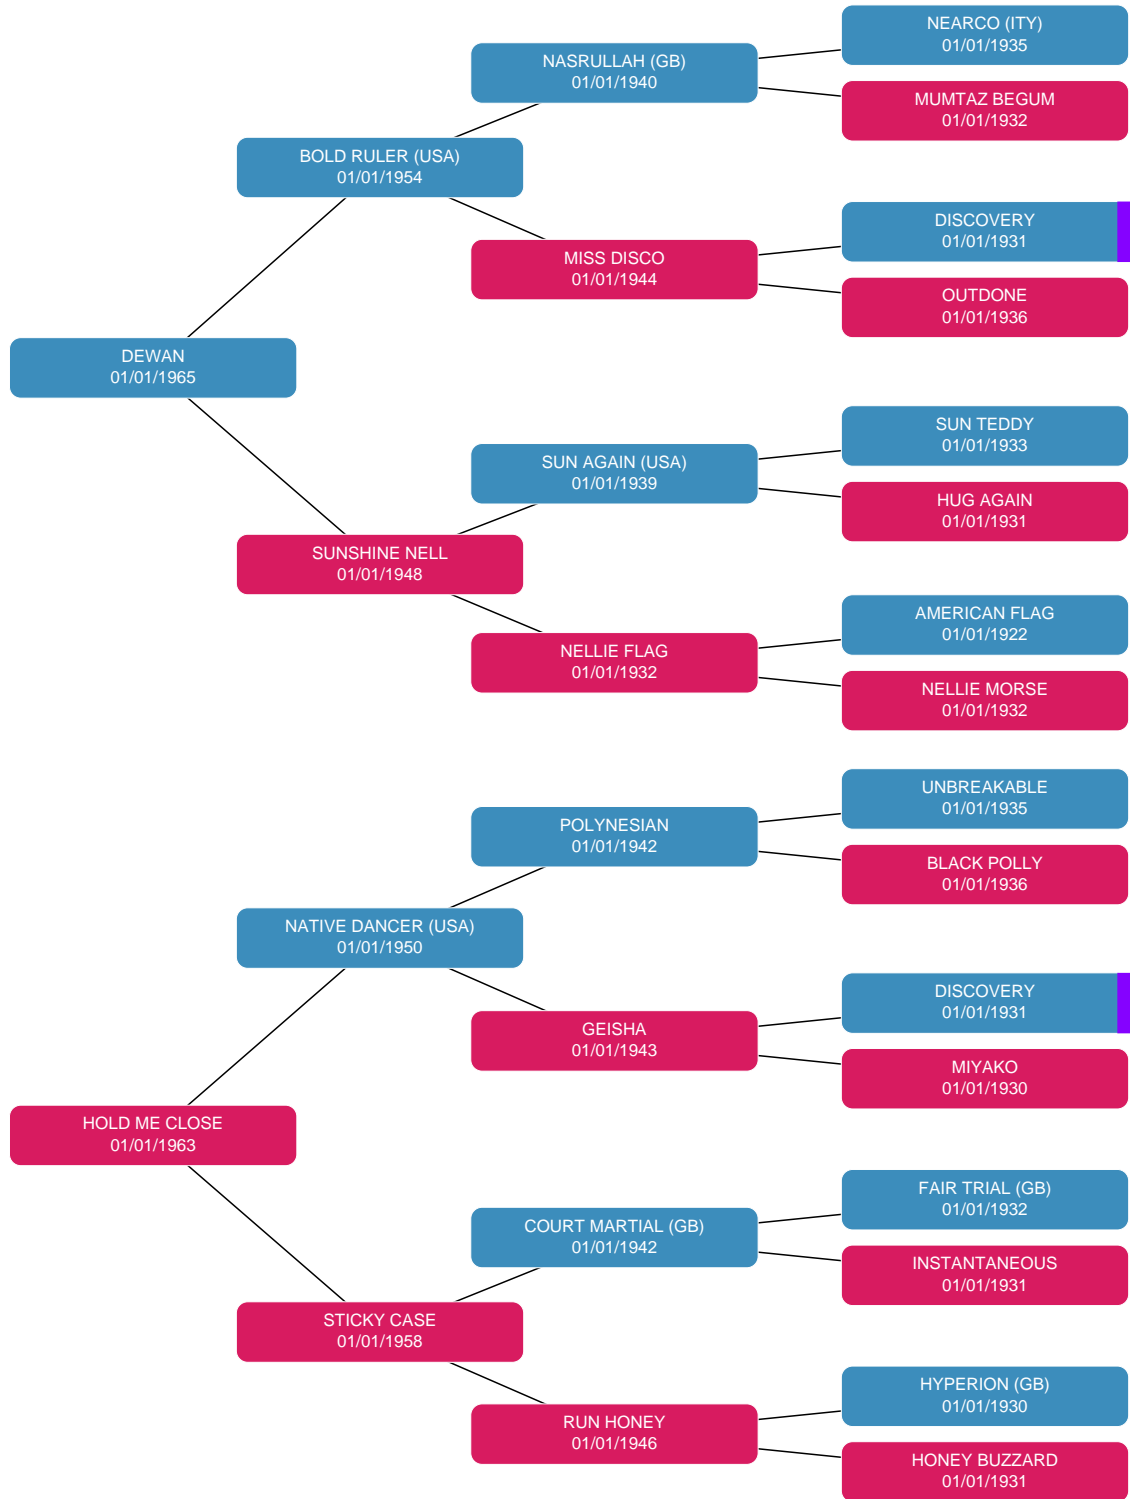 NEARCO (ITY)
01/01/1935
NASRULLAH (GB)
01/01/1940
MUMTAZ BEGUM
01/01/1932
BOLD RULER (USA)
01/01/1954
DISCOVERY
01/01/1931
MISS DISCO
01/01/1944
OUTDONE
01/01/1936
DEWAN
01/01/1965
SUN TEDDY
01/01/1933
SUN AGAIN (USA)
01/01/1939
HUG AGAIN
01/01/1931
SUNSHINE NELL
01/01/1948
AMERICAN FLAG
01/01/1922
NELLIE FLAG
01/01/1932
NELLIE MORSE
01/01/1932
UNBREAKABLE
01/01/1935
POLYNESIAN
01/01/1942
BLACK POLLY
01/01/1936
NATIVE DANCER (USA)
01/01/1950
DISCOVERY
01/01/1931
GEISHA
01/01/1943
MIYAKO
01/01/1930
HOLD ME CLOSE
01/01/1963
FAIR TRIAL (GB)
01/01/1932
COURT MARTIAL (GB)
01/01/1942
INSTANTANEOUS
01/01/1931
STICKY CASE
01/01/1958
HYPERION (GB)
01/01/1930
RUN HONEY
01/01/1946
HONEY BUZZARD
01/01/1931